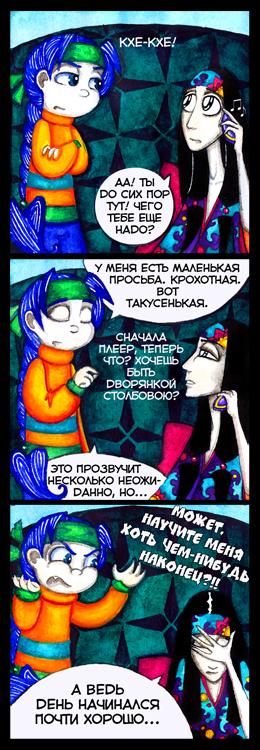 КХЕ-КХЕ!
АА! ТЫ
ДО СИХ ПОР
ТУТ! ЧЕГО
ТЕБЕ ЕЩЕ
НАДО?
У МЕНЯ ЕСТЬ МАЛЕНЬКАЯ
ПРОСЬБА. КРОХОТНАЯ.
ВОТ
ТАКУСЕНЬКАЯ.
СНАЧАЛА
ПЛЕЕР, ТЕПЕРЬ
ЧТО? ХОЧЕШЬ
БЫТЬ
ДВОРЯНКОЙ
СТОЛБОВОЮ?
ЭТО ПРОЗВУЧИТ
НЕСКОЛЬКО НЕОЖИ-
ДАННО, НО...
МОЖЕТ,
НАУЧИТЕ МЕНЯ
ХОТЬ ЧЕМ-НИБУДЬ
НАКОНЕЦ?!!
А ВЕДЬ
ДЕНЬ НАЧИНАЛСЯ
ПОЧТИ ХОРОШО...